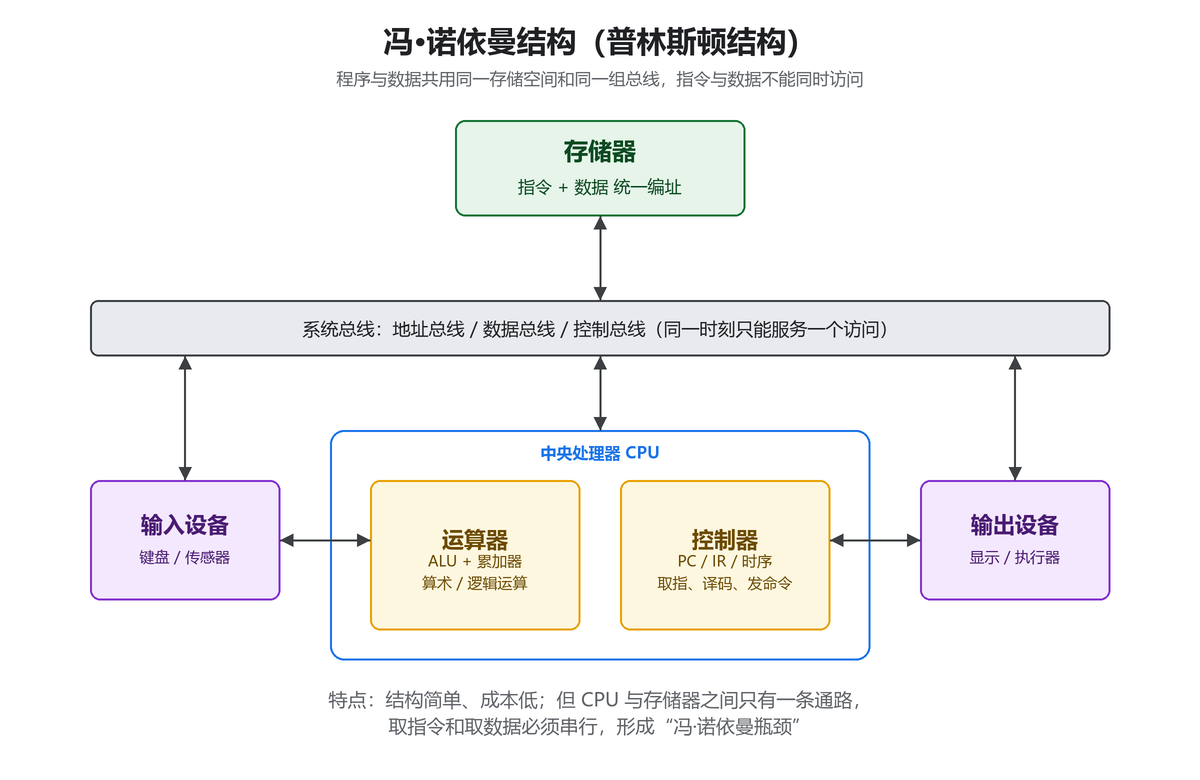 冯·诺依曼结构（普林斯顿结构）
程序与数据共用同一存储空间和同一组总线，指令与数据不能同时访问
存储器
指令 + 数据 统一编址
系统总线：地址总线 / 数据总线 / 控制总线（同一时刻只能服务一个访问）
中央处理器 CPU
输入设备
键盘 / 传感器
运算器
ALU + 累加器
算术 / 逻辑运算
控制器
PC / IR / 时序
取指、译码、发命令
输出设备
显示 / 执行器
特点：结构简单、成本低；但 CPU 与存储器之间只有一条通路，
取指令和取数据必须串行，形成“冯·诺依曼瓶颈”